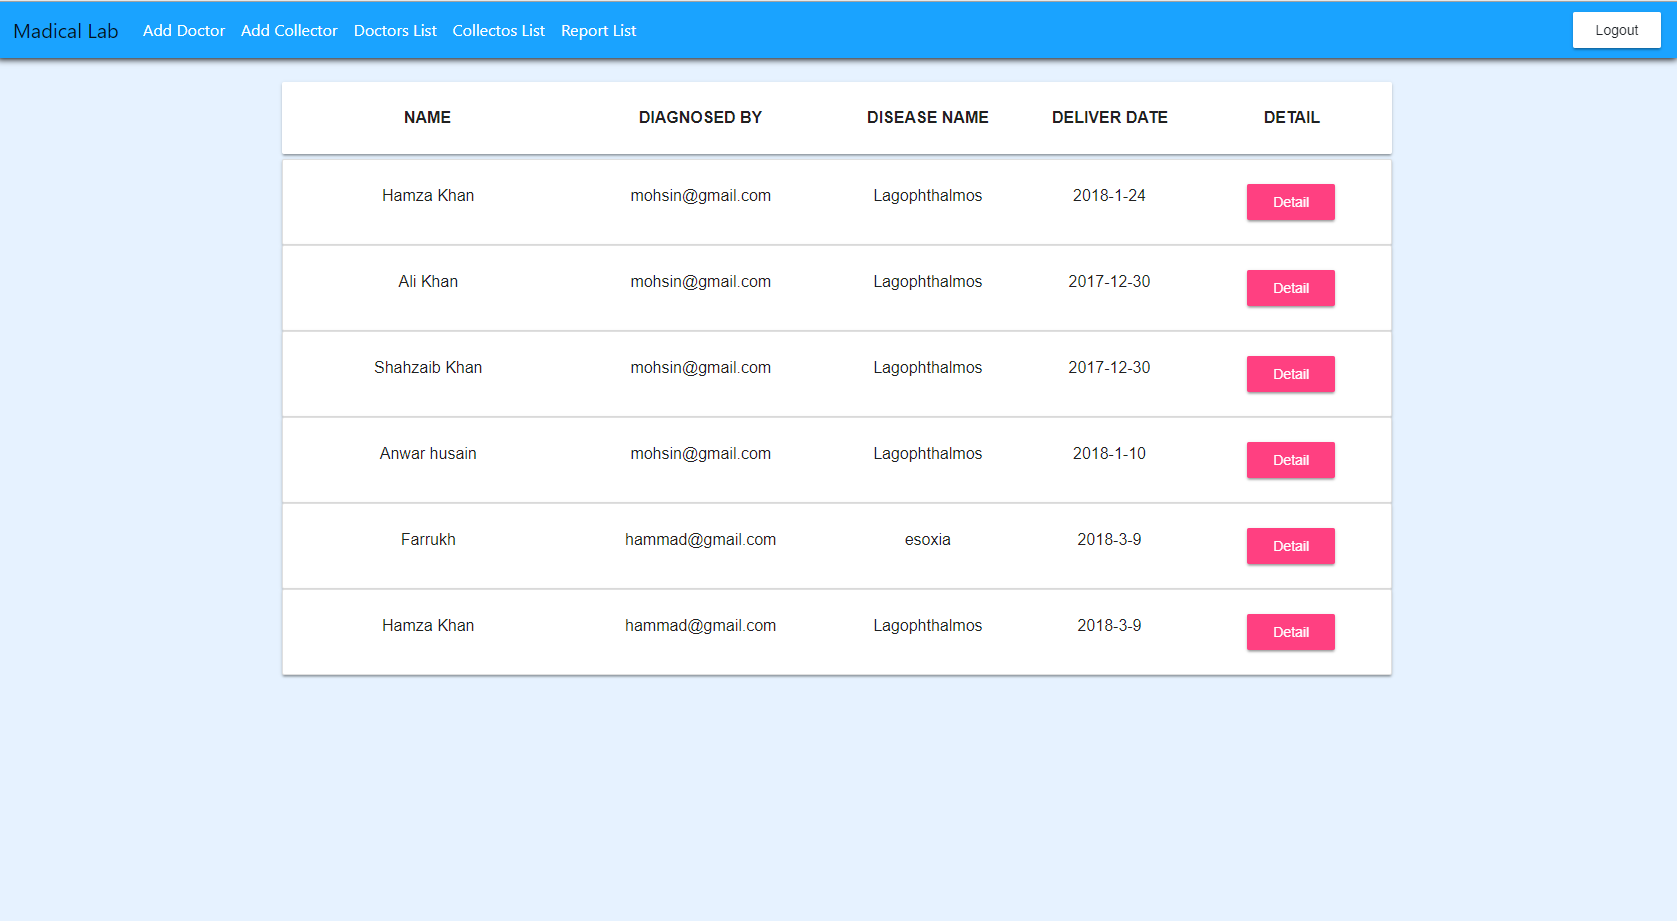 Madical Lab Add Doctor Add Collector Doctors List Collectos List Report List Logout
NAME DIAGNOSED BY DISEASE NAME DELIVER DATE DETAIL
Hamza Khan mohsin@gmail.com Lagophthalmos 2018-1-24 Detail
Ali Khan mohsin@gmail.com Lagophthalmos 2017-12-30 Detail
Shahzaib Khan mohsin@gmail.com Lagophthalmos 2017-12-30 Detail
Anwar husain mohsin@gmail.com Lagophthalmos 2018-1-10 Detail
Farrukh hammad@gmail.com esoxia 2018-3-9 Detail
Hamza Khan hammad@gmail.com Lagophthalmos 2018-3-9 Detail